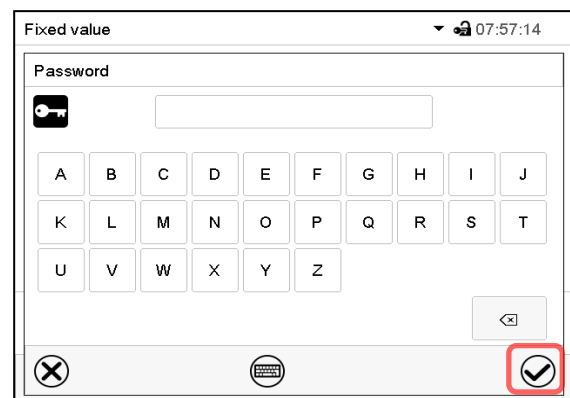 Fixed value 07:57:14
Password
A B C D E F G H I J
K L M N O P Q R S T
U V W X Y Z